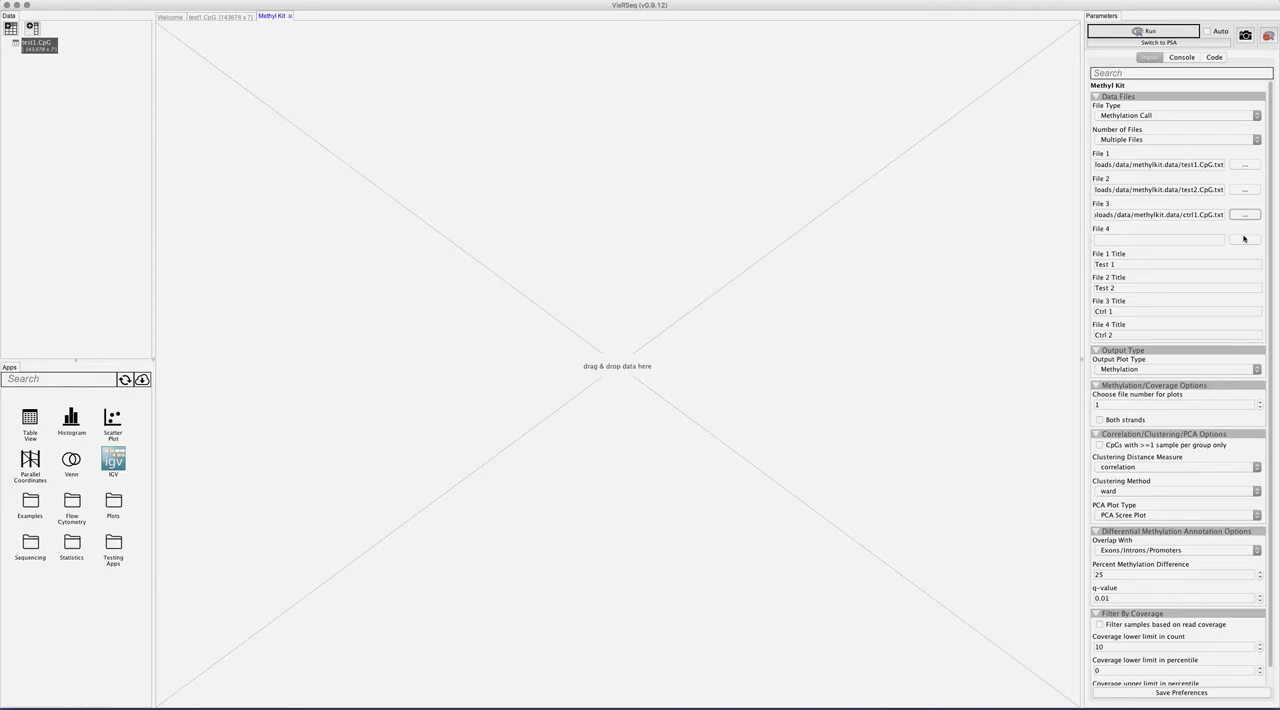 VisRSeq (v0.9.12)
Data
Welcome
test1.CpG [143678 x 7]
Methyl Kit
Parameters
test1.CpG
[143,678 x 7]
Run
Auto
Switch to PSA
Input
Console
Code
Search
Methyl Kit
Data Files
File Type
Methylation Call
Number of Files
Multiple Files
File 1
loads/data/methylkit.data/test1.CpG.txt
...
File 2
loads/data/methylkit.data/test2.CpG.txt
...
File 3
loads/data/methylkit.data/ctrl1.CpG.txt
...
File 4
File 1 Title
Test 1
File 2 Title
Test 2
File 3 Title
Ctrl 1
File 4 Title
Ctrl 2
Output Type
Output Plot Type
Methylation
Methylation/Coverage Options
Choose file number for plots
1
Both strands
Correlation/Clustering/PCA Options
CpGs with >=1 sample per group only
Clustering Distance Measure
correlation
Clustering Method
ward
PCA Plot Type
PCA Scree Plot
Differential Methylation Annotation Options
Overlap With
Exons/Introns/Promoters
Percent Methylation Difference
25
q-value
0.01
Filter By Coverage
Filter samples based on read coverage
Coverage lower limit in count
10
Coverage lower limit in percentile
0
Coverage upper limit in percentile
Save Preferences
drag & drop data here
Apps
Search
Table
View
Histogram
Scatter
Plot
Parallel
Coordinates
Venn
igv
IGV
Examples
Flow
Cytometry
Plots
Sequencing
Statistics
Testing
Apps